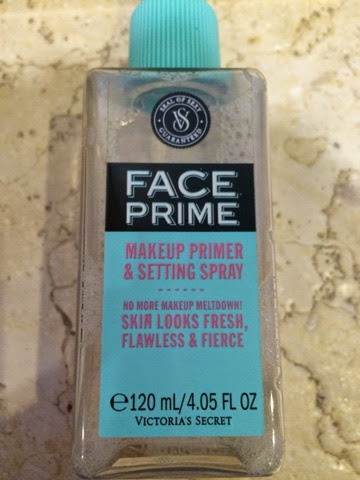 SEAL OF SEXY
VS
GUARANTEED
FACE
PRIME
MAKEUP PRIMER
& SETTING SPRAY
NO MORE MAKEUP MELTDOWN!
SKIN LOOKS FRESH,
FLAWLESS & FIERCE
℮120 mL/4.05 FL OZ
VICTORIA'S SECRET